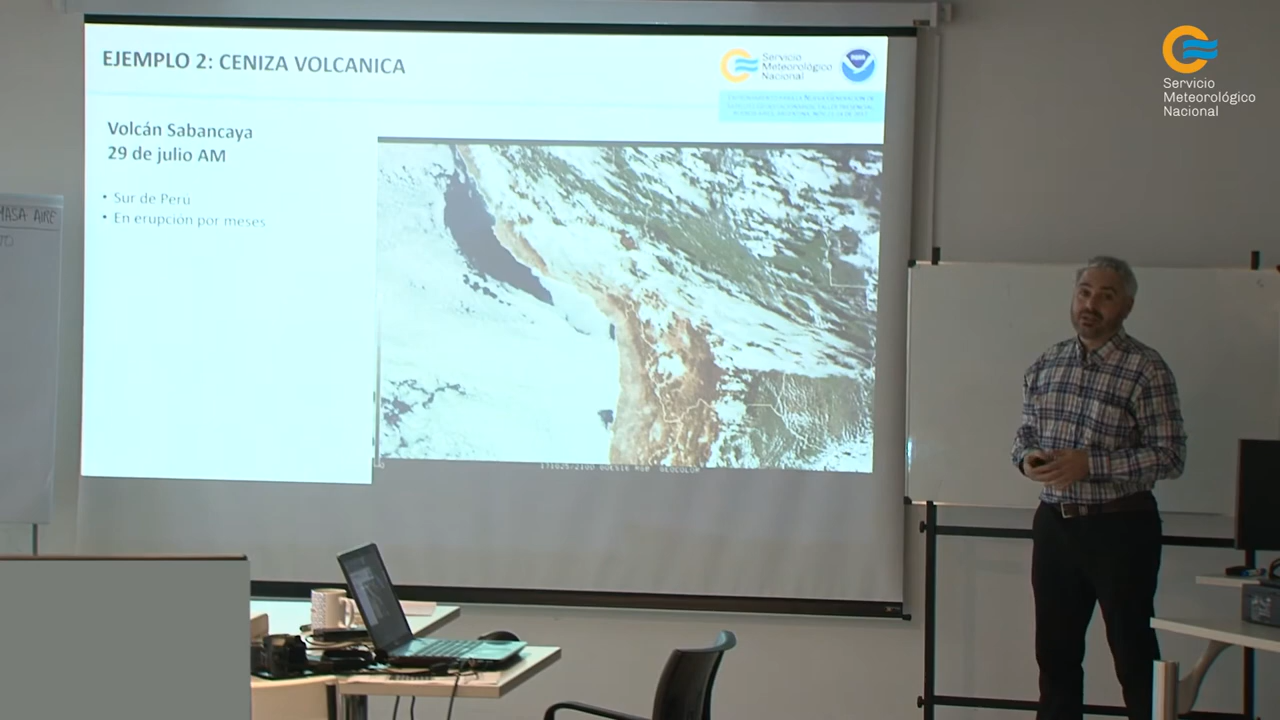 EJEMPLO 2: CENIZA VOLCANICA
Servicio
Meteorológico
Nacional
Volcán Sabancaya
29 de julio AM
• Sur de Peru
• En erupción por meses
MASA AIRE
GEOCOLOR
Servicio
Meteorológico
Nacional